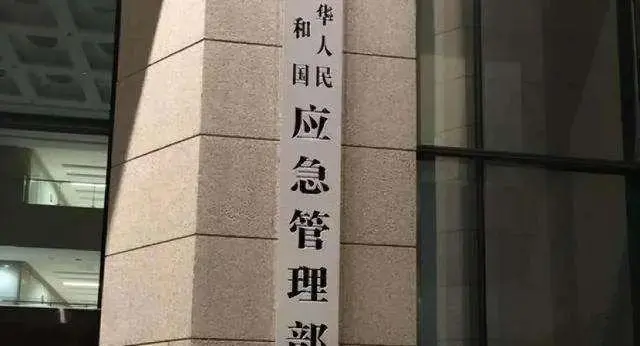 华人民
和国
应急管理部